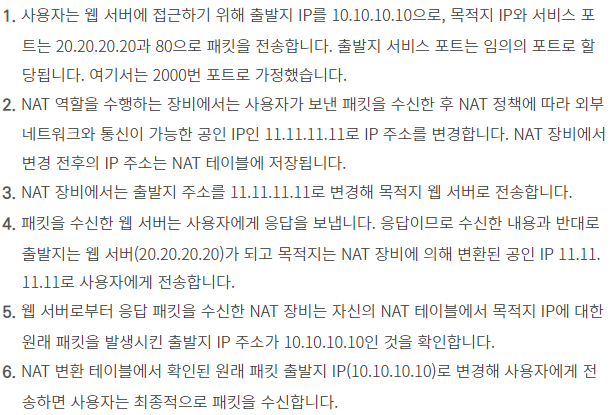 1. 사용자는 웹 서버에 접근하기 위해 출발지 IP를 10.10.10.10으로, 목적지 IP와 서비스 포
트는 20.20.20.20과 80으로 패킷을 전송합니다. 출발지 서비스 포트는 임의의 포트로 할
당됩니다. 여기서는 2000번 포트로 가정했습니다.
2. NAT 역할을 수행하는 장비에서는 사용자가 보낸 패킷을 수신한 후 NAT 정책에 따라 외부
네트워크와 통신이 가능한 공인 IP인 11.11.11.11로 IP 주소를 변경합니다. NAT 장비에서
변경 전후의 IP 주소는 NAT 테이블에 저장됩니다.
3. NAT 장비에서는 출발지 주소를 11.11.11.11로 변경해 목적지 웹 서버로 전송합니다.
4. 패킷을 수신한 웹 서버는 사용자에게 응답을 보냅니다. 응답이므로 수신한 내용과 반대로
출발지는 웹 서버(20.20.20.20)가 되고 목적지는 NAT 장비에 의해 변환된 공인 IP 11.11.
11.11로 사용자에게 전송합니다.
5. 웹 서버로부터 응답 패킷을 수신한 NAT 장비는 자신의 NAT 테이블에서 목적지 IP에 대한
원래 패킷을 발생시킨 출발지 IP 주소가 10.10.10.10인 것을 확인합니다.
6. NAT 변환 테이블에서 확인된 원래 패킷 출발지 IP(10.10.10.10)로 변경해 사용자에게 전
송하면 사용자는 최종적으로 패킷을 수신합니다.